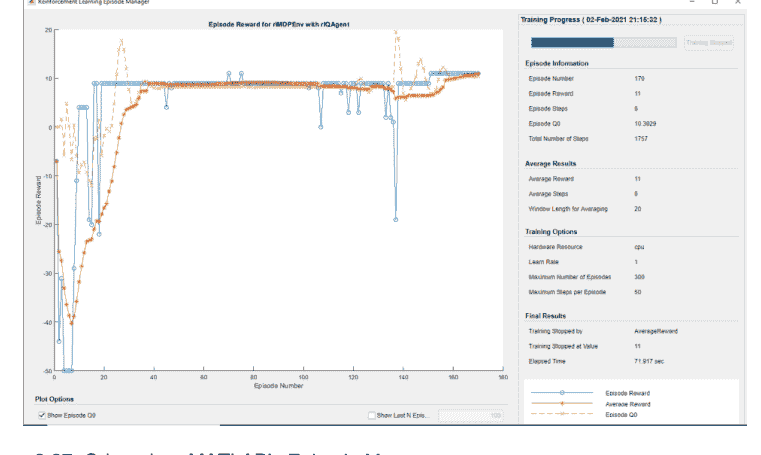 Reinforcement Learning Episode Manager
Episode Reward for rlMDPEnv with rlQAgent
20
10
0
-10
-20
-30
-40
-50
Episode Reward
0 20 40 60 80 100 120 140 160 180
Episode Number
Plot Options
Show Episode Q0
Show Last N Epis...
100
Training Progress ( 02-Feb-2021 21:15:32 )
Training Stopped
Episode Information
Episode Number 170
Episode Reward 11
Episode Steps 6
Episode Q0 10.3829
Total Number of Steps 1757
Average Results
Average Reward 11
Average Steps 6
Window Length for Averaging 20
Training Options
Hardware Resource cpu
Learn Rate 1
Maximum Number of Episodes 300
Maximum Steps per Episode 50
Final Results
Training Stopped by AverageReward
Training Stopped at Value 11
Elapsed Time 71.917 sec
Episode Reward
Average Reward
Episode Q0